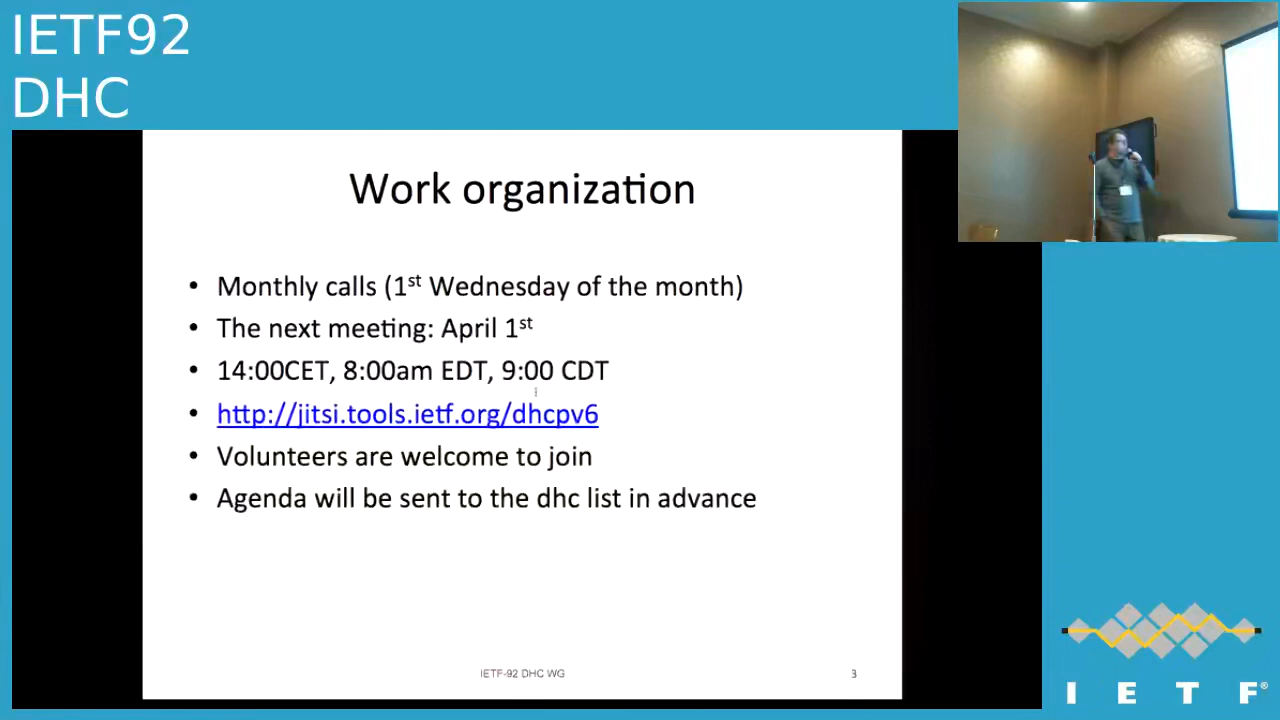 IETF92
DHC
Work organization
• Monthly calls (1st Wednesday of the month)
• The next meeting: April 1st
• 14:00CET, 8:00am EDT, 9:00 CDT
• http://jitsi.tools.ietf.org/dhcpv6
• Volunteers are welcome to join
• Agenda will be sent to the dhc list in advance
IETF-92 DHC WG
3
I E T F®